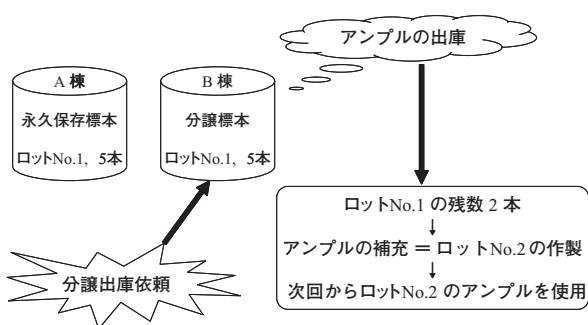 アンプルの出庫
A 棟
永久保存標本
ロットNo.1, 5本
B 棟
分譲標本
ロットNo.1, 5本
分譲出庫依頼
ロットNo.1 の残数 2 本
↓
アンプルの補充 = ロットNo.2 の作製
↓
次回からロットNo.2 のアンプルを使用